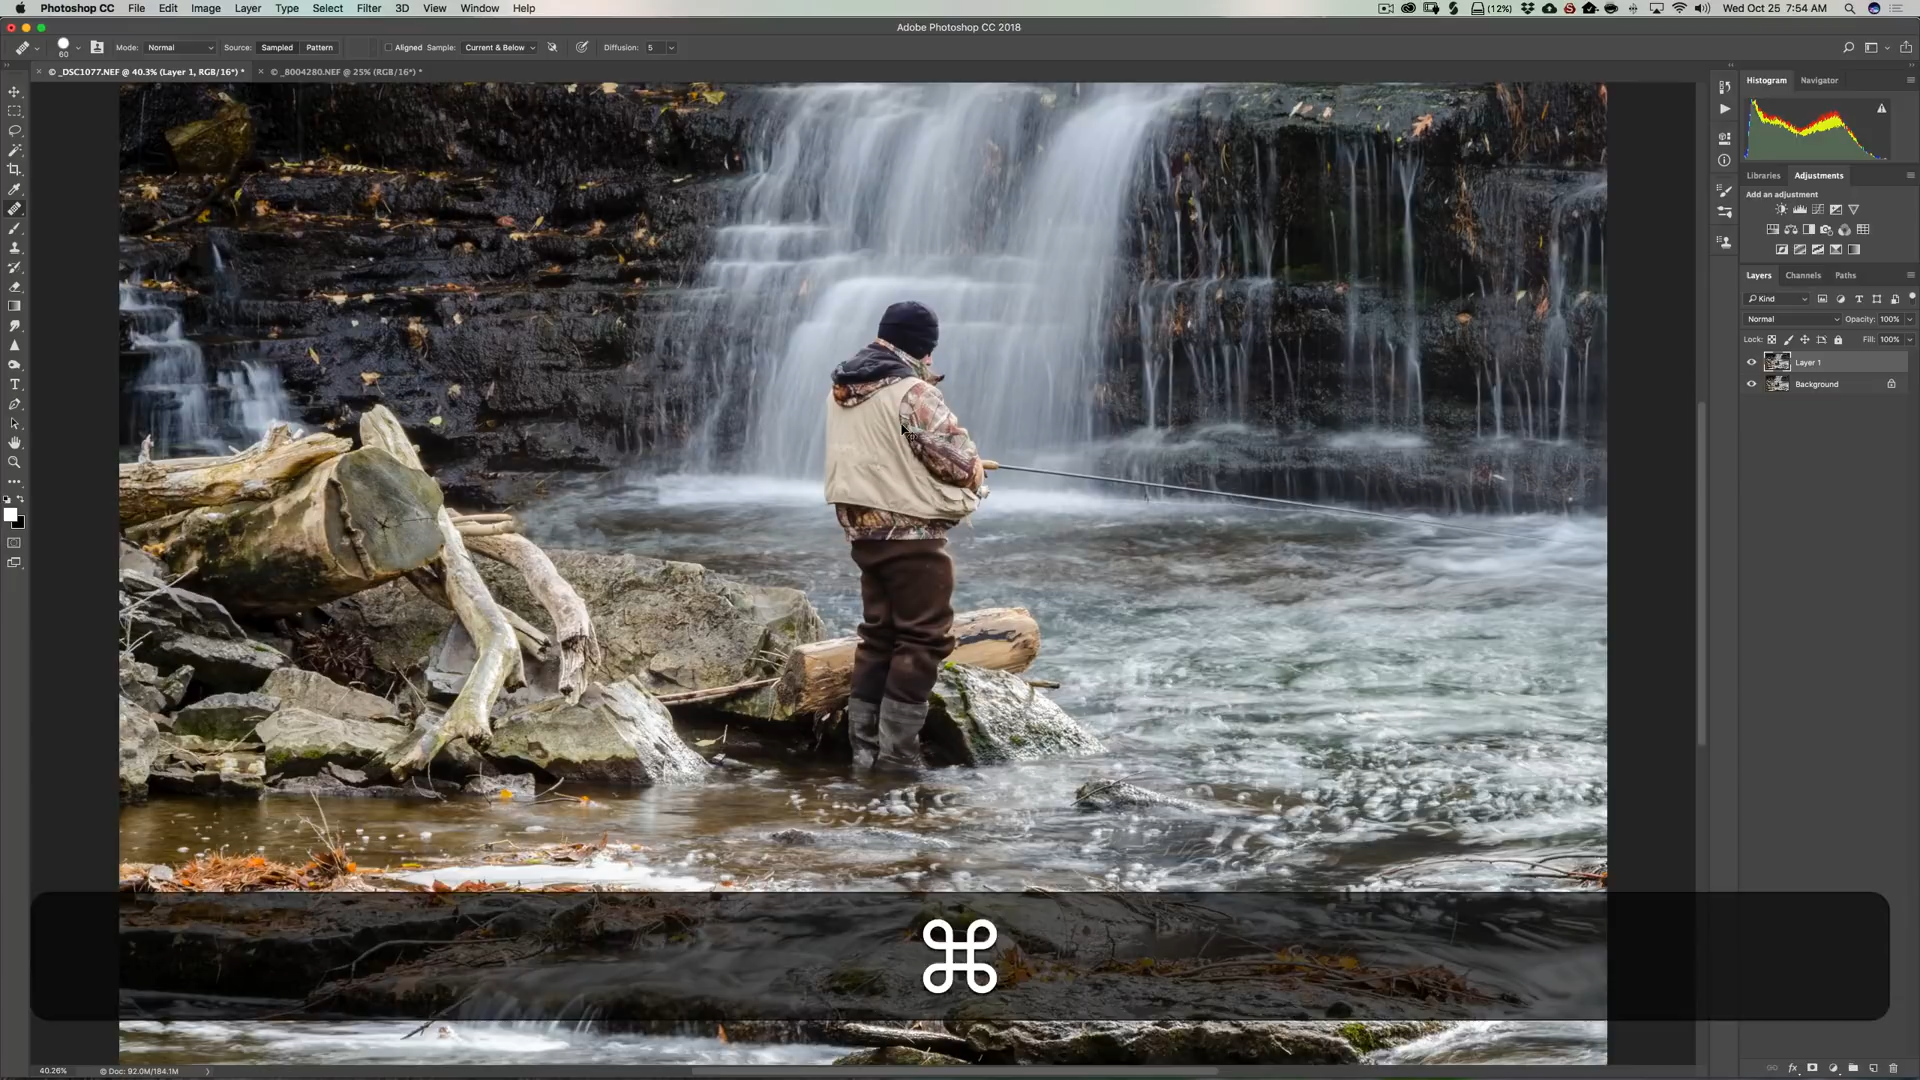 Photoshop CC File Edit Image Layer Type Select Filter 3D View Window Help (12%) Wed Oct 25 7:54 AM
Adobe Photoshop CC 2018
60 Mode: Normal Source: Sampled Pattern Aligned Sample: Current & Below Diffusion: 5
× © _DSC1077.NEF @ 40.3% (Layer 1, RGB/16*) * × © _8004280.NEF @ 25% (RGB/16*) *
Histogram Navigator
Libraries Adjustments
Add an adjustment
Layers Channels Paths
Kind
Normal Opacity: 100%
Lock: Fill: 100%
Layer 1
Background
⌘
40.26% © Doc: 92.0M/184.1M